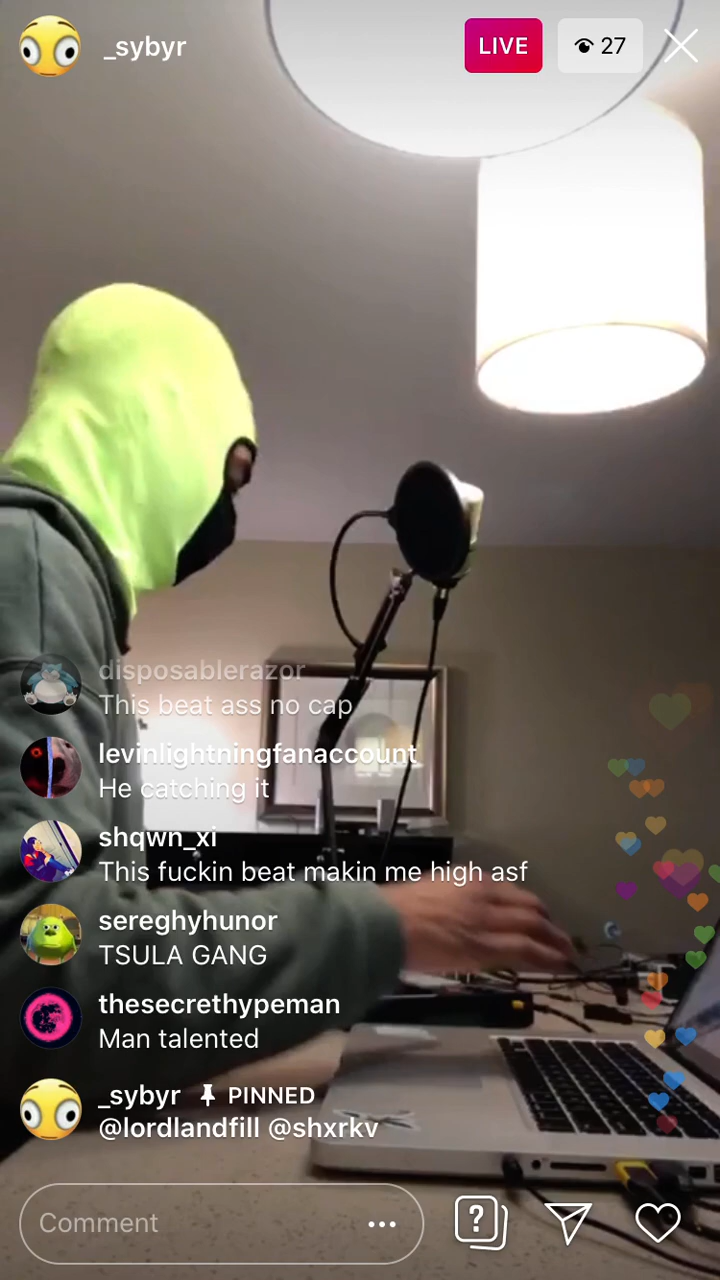 _sybyr
LIVE
27
disposablerazor
This beat ass no cap
levinlightningfanaccount
He catching it
shqwn_xi
This fuckin beat makin me high asf
sereghyhunor
TSULA GANG
thesecrethypeman
Man talented
_sybyr PINNED
@lordlandfill @shxrkv
Comment